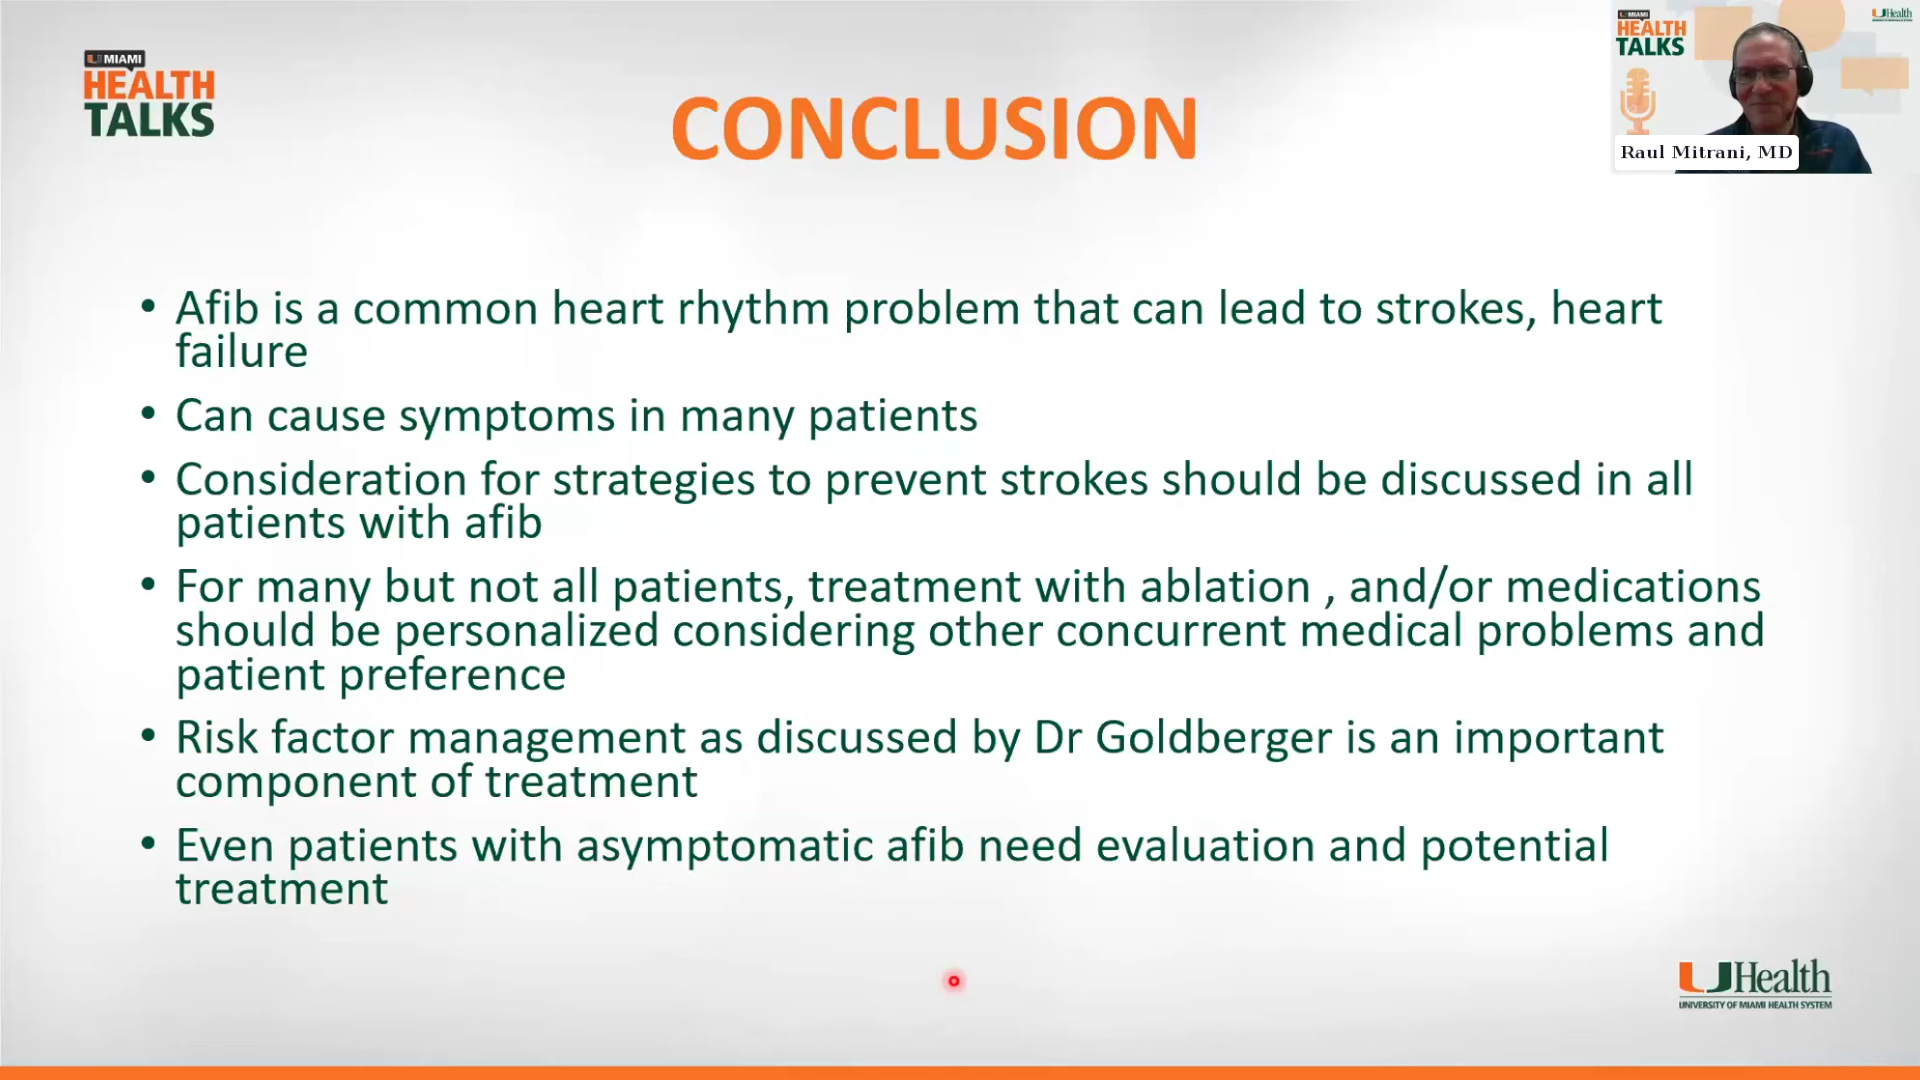 U MIAMI
HEALTH
TALKS
CONCLUSION
U MIAMI
HEALTH
TALKS
UHealth
Raul Mitrani, MD
• Afib is a common heart rhythm problem that can lead to strokes, heart
failure
• Can cause symptoms in many patients
• Consideration for strategies to prevent strokes should be discussed in all
patients with afib
• For many but not all patients, treatment with ablation , and/or medications
should be personalized considering other concurrent medical problems and
patient preference
• Risk factor management as discussed by Dr Goldberger is an important
component of treatment
• Even patients with asymptomatic afib need evaluation and potential
treatment
UHealth
UNIVERSITY OF MIAMI HEALTH SYSTEM